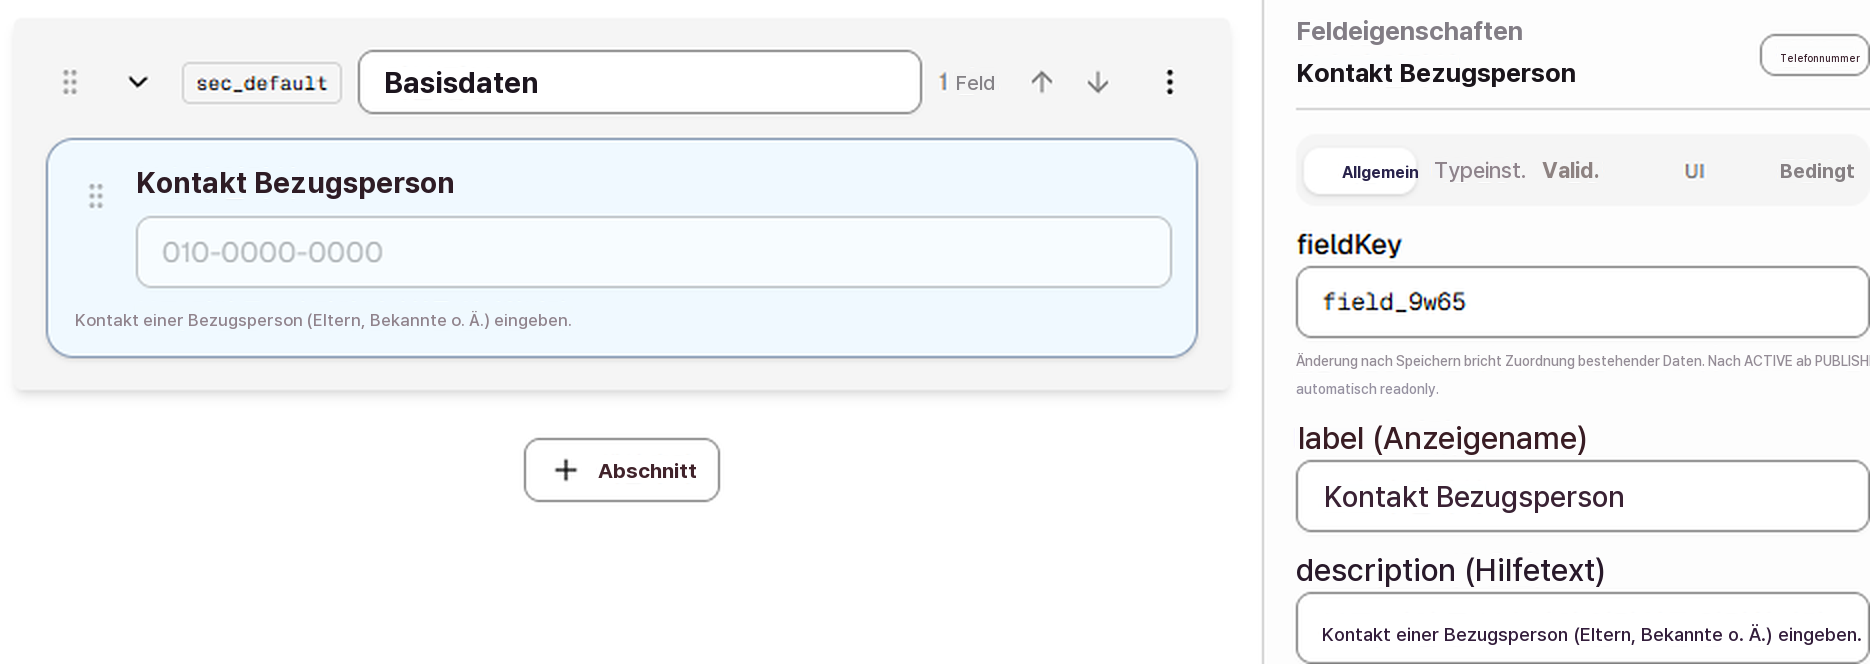 sec_default
Basisdaten
1 Feld
Kontakt Bezugsperson
010-0000-0000
Kontakt einer Bezugsperson (Eltern, Bekannte o. Ä.) eingeben.
Abschnitt
Feldeigenschaften
Kontakt Bezugsperson
Telefonnummer
Allgemein Typeinst. Valid. UI Bedingt
fieldKey
field_9w65
Änderung nach Speichern bricht Zuordnung bestehender Daten. Nach ACTIVE ab PUBLISH
automatisch readonly.
label (Anzeigename)
Kontakt Bezugsperson
description (Hilfetext)
Kontakt einer Bezugsperson (Eltern, Bekannte o. Ä.) eingeben.